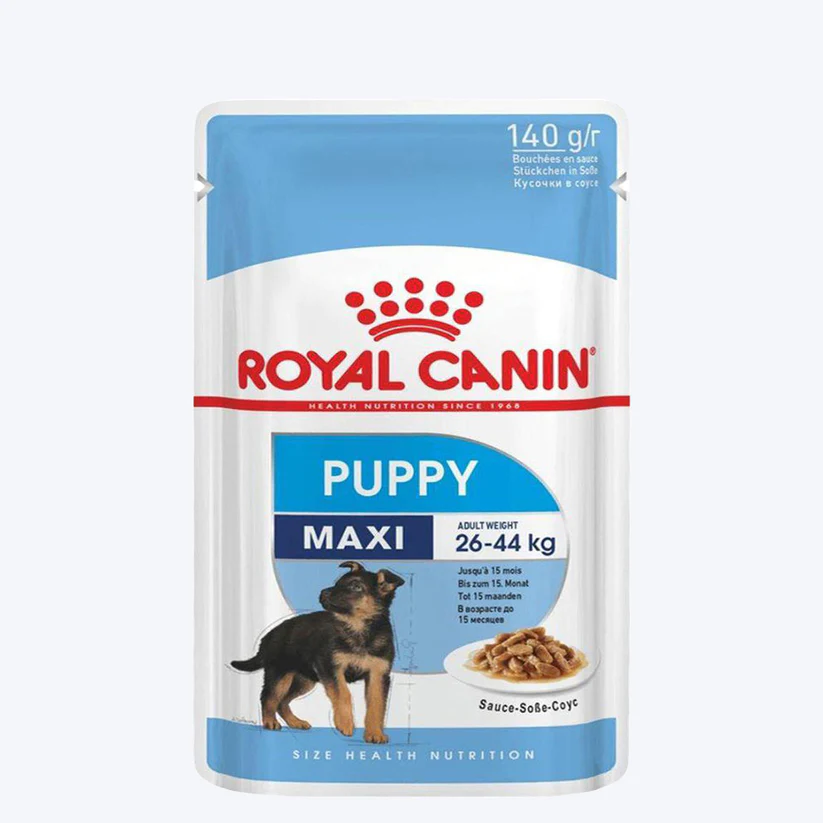 140 g/г
Bouchées en sauce
Stückchen in Soße
Кусочки в соусе
ROYAL CANIN®
HEALTH NUTRITION SINCE 1968
PUPPY
MAXI
ADULT WEIGHT
26-44 kg
Jusqu'à 15 mois
Bis zum 15. Monat
Tot 15 maanden
В возрасте до
15 месяцев
Sauce-Soße-Соус
SIZE HEALTH NUTRITION